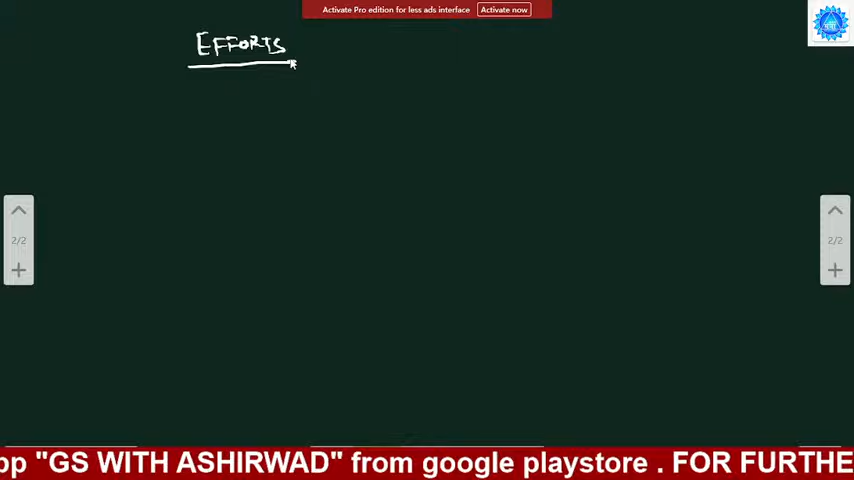 Activate Pro edition for less ads interface Activate now
EFFORTS
2/2
2/2
pp "GS WITH ASHIRWAD" from google playstore . FOR FURTHE